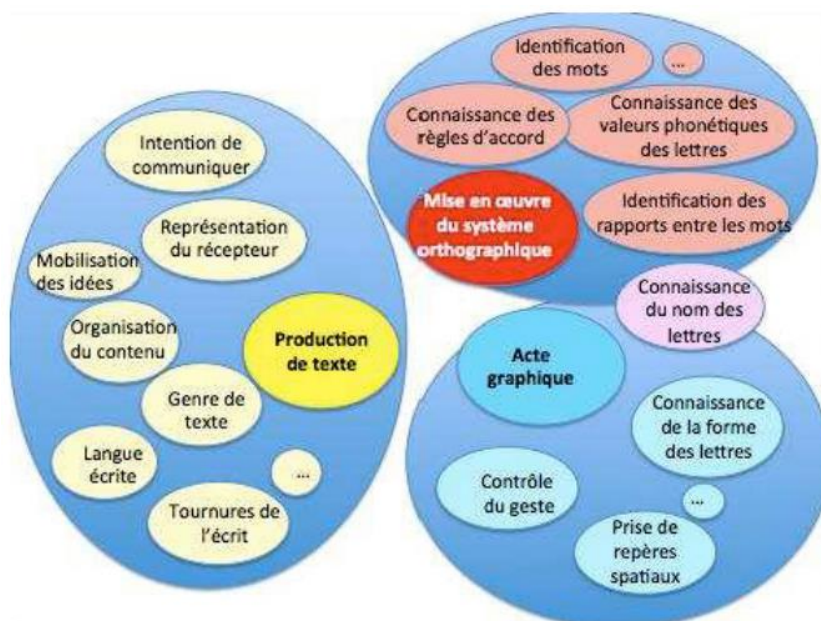 Intention de
communiquer
Représentation
du récepteur
Mobilisation
des idées
Organisation
du contenu
Production
de texte
Genre de
texte
Langue
écrite
...
Tournures de
l'écrit
Identification
des mots
...
Connaissance des
règles d'accord
Connaissance des
valeurs phonétiques
des lettres
Mise en œuvre
du système
orthographique
Identification des
rapports entre les mots
Connaissance
du nom des
lettres
Acte
graphique
Connaissance
de la forme
des lettres
Contrôle
du geste
...
Prise de
repères
spatiaux